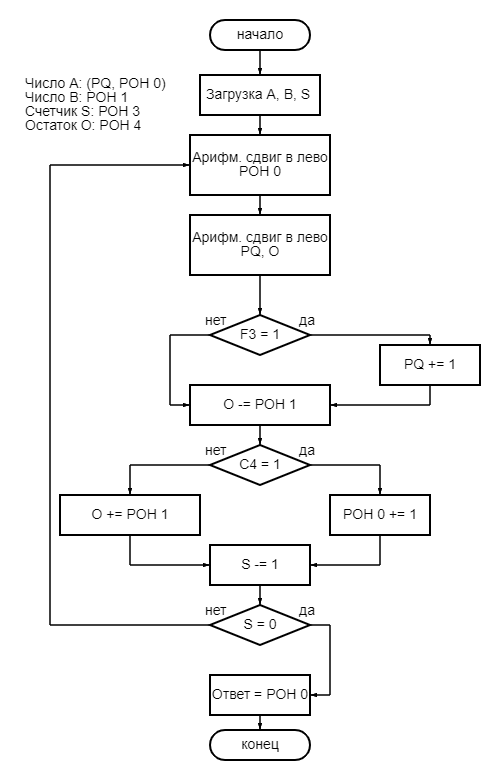 начало
Число А: (PQ, РОН 0)
Число В: РОН 1
Счетчик S: РОН 3
Остаток О: РОН 4
Загрузка А, В, S
Арифм. сдвиг в лево
РОН 0
Арифм. сдвиг в лево
PQ, О
нет
да
F3 = 1
PQ += 1
О -= РОН 1
нет
да
C4 = 1
О += РОН 1
РОН 0 += 1
S -= 1
нет
да
S = 0
Ответ = РОН 0
конец